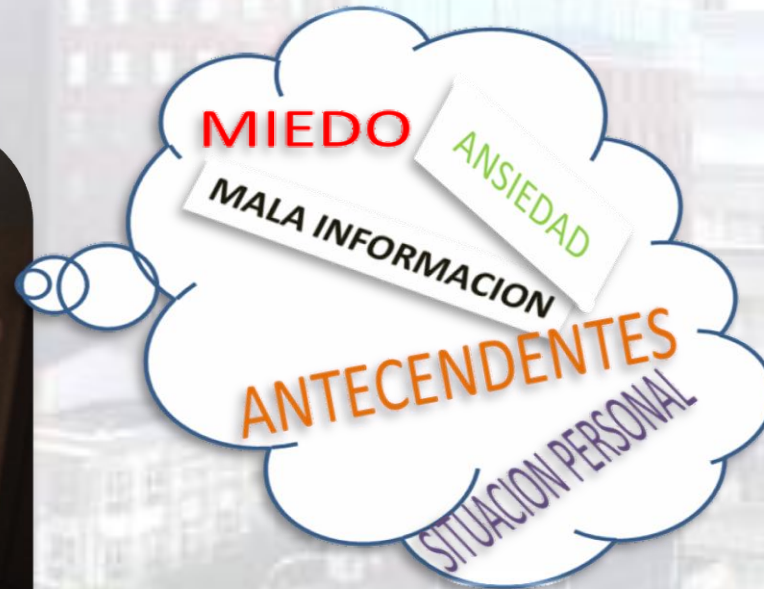 MIEDO
ANSIEDAD
MALA INFORMACION
ANTECENDENTES
SITUACION PERSONAL